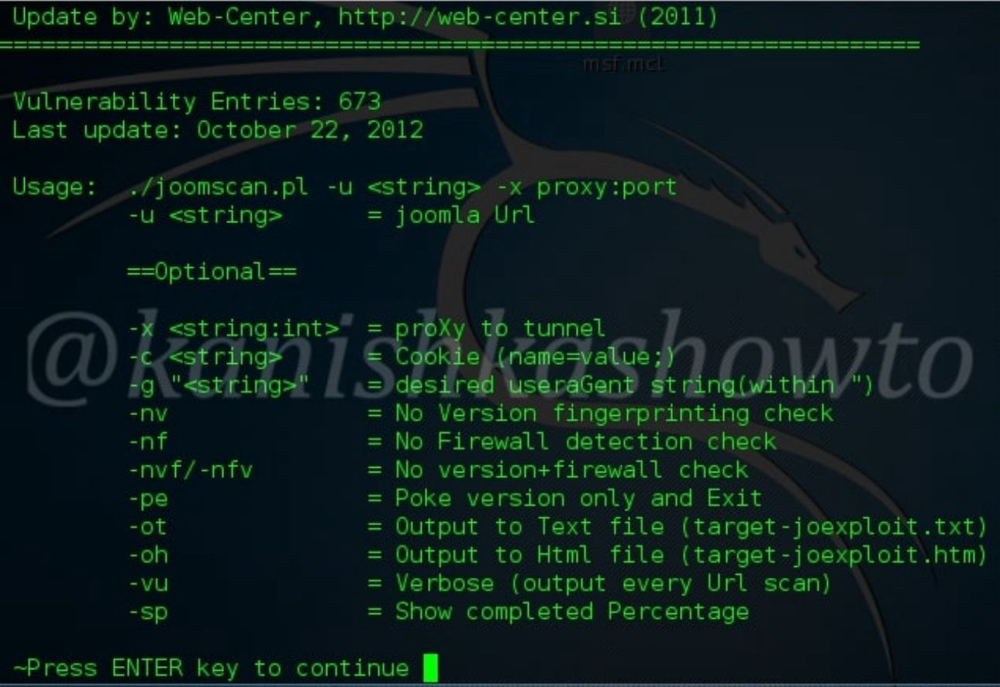 Update by: Web-Center, http://web-center.si (2011)
=================================================================
msf.mcl
Vulnerability Entries: 673
Last update: October 22, 2012
Usage:  ./joomscan.pl -u <string> -x proxy:port
        -u <string>      = joomla Url
        ==Optional==
        -x <string:int>  = proXy to tunnel
        -c <string>      = Cookie (name=value;)
        -g "<string>"    = desired useraGent string(within ")
        -nv              = No Version fingerprinting check
        -nf              = No Firewall detection check
        -nvf/-nfv        = No version+firewall check
        -pe              = Poke version only and Exit
        -ot              = Output to Text file (target-joexploit.txt)
        -oh              = Output to Html file (target-joexploit.htm)
        -vu              = Verbose (output every Url scan)
        -sp              = Show completed Percentage
~Press ENTER key to continue
@kanishkashowto